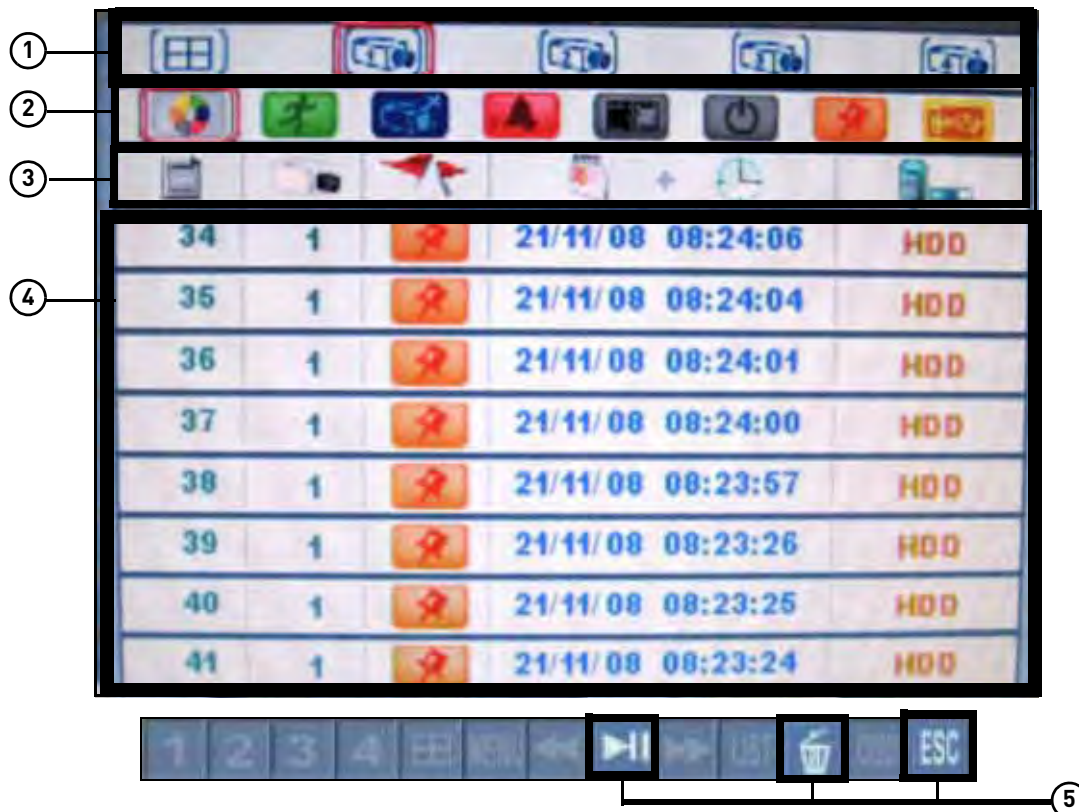 1
2
3
4
34 1 21/11/08 08:24:06 HDD
35 1 21/11/08 08:24:04 HDD
36 1 21/11/08 08:24:01 HDD
37 1 21/11/08 08:24:00 HDD
38 1 21/11/08 08:23:57 HDD
39 1 21/11/08 08:23:26 HDD
40 1 21/11/08 08:23:25 HDD
41 1 21/11/08 08:23:24 HDD
1 2 3 4 MENU LIST ESC
5